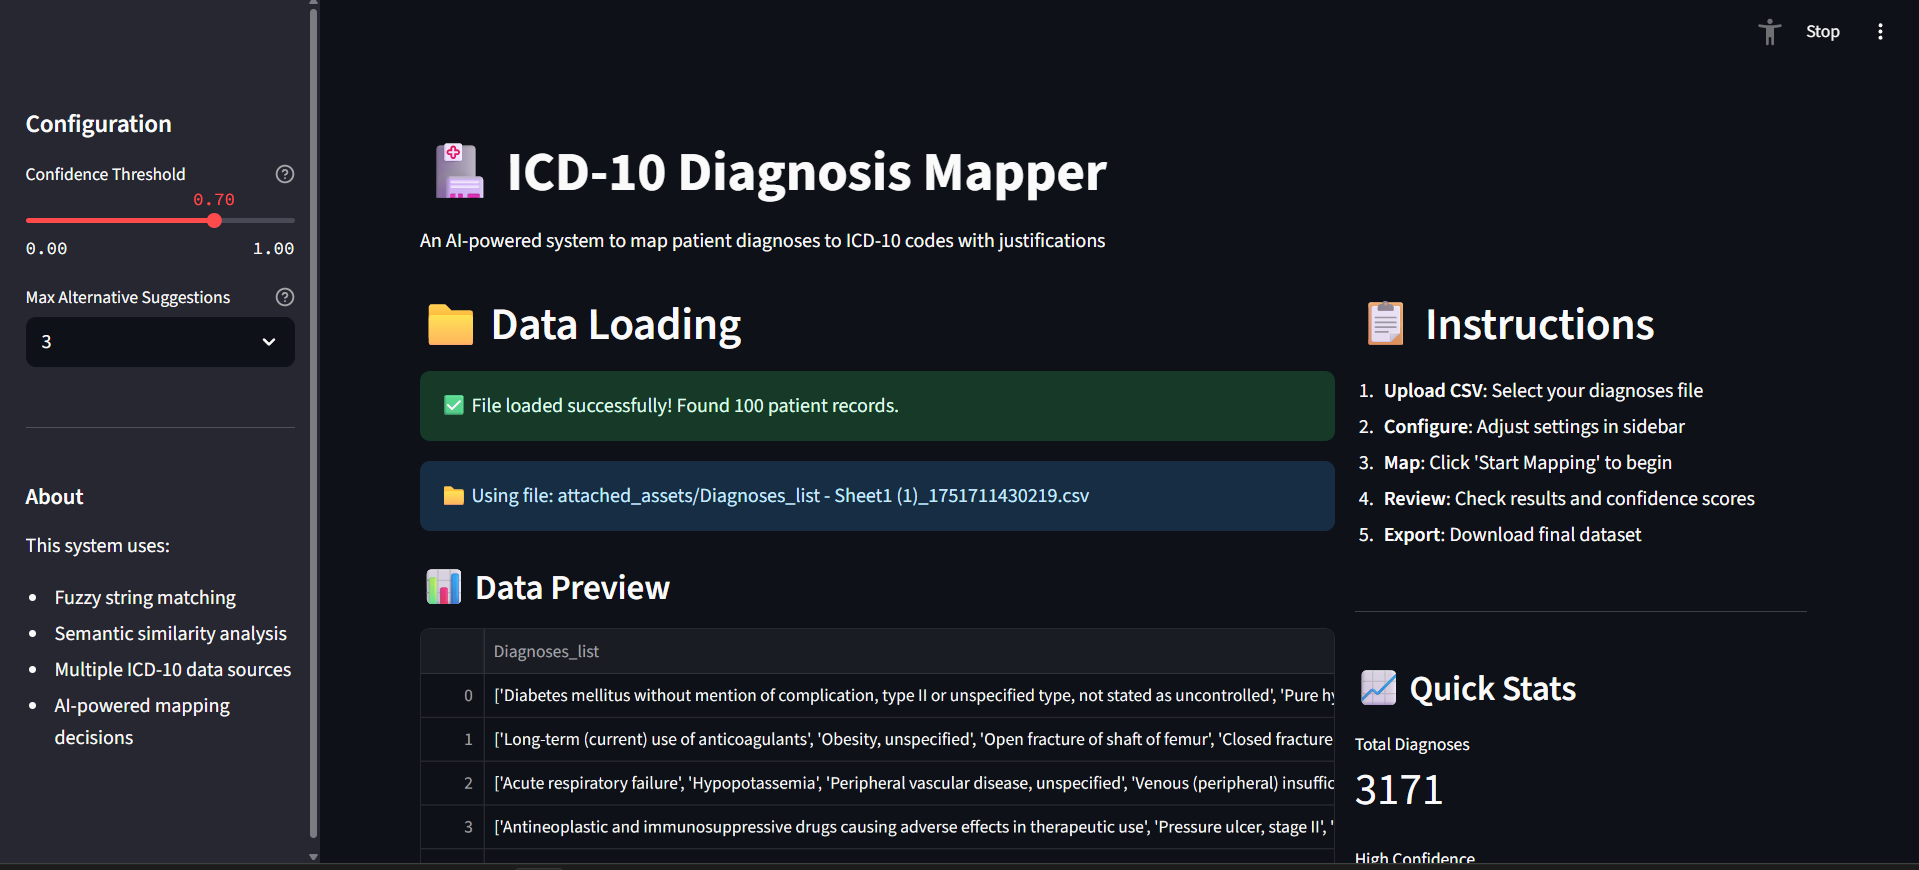 Stop
Configuration
Confidence Threshold
0.70
0.00 1.00
Max Alternative Suggestions
3
About
This system uses:
Fuzzy string matching
Semantic similarity analysis
Multiple ICD-10 data sources
AI-powered mapping
decisions
ICD-10 Diagnosis Mapper
An AI-powered system to map patient diagnoses to ICD-10 codes with justifications
Data Loading
File loaded successfully! Found 100 patient records.
Using file: attached_assets/Diagnoses_list - Sheet1 (1)_1751711430219.csv
Data Preview
Diagnoses_list
0 ['Diabetes mellitus without mention of complication, type II or unspecified type, not stated as uncontrolled', 'Pure hy
1 ['Long-term (current) use of anticoagulants', 'Obesity, unspecified', 'Open fracture of shaft of femur', 'Closed fracture
2 ['Acute respiratory failure', 'Hypopotassemia', 'Peripheral vascular disease, unspecified', 'Venous (peripheral) insuffic
3 ['Antineoplastic and immunosuppressive drugs causing adverse effects in therapeutic use', 'Pressure ulcer, stage II', '
Instructions
1. Upload CSV: Select your diagnoses file
2. Configure: Adjust settings in sidebar
3. Map: Click 'Start Mapping' to begin
4. Review: Check results and confidence scores
5. Export: Download final dataset
Quick Stats
Total Diagnoses
3171
High Confidence